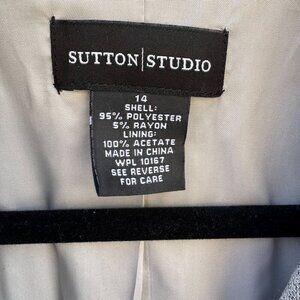 SUTTON|STUDIO
14
SHELL:
95% POLYESTER
5% RAYON
LINING:
100% ACETATE
MADE IN CHINA
WPL 10167
SEE REVERSE
FOR CARE